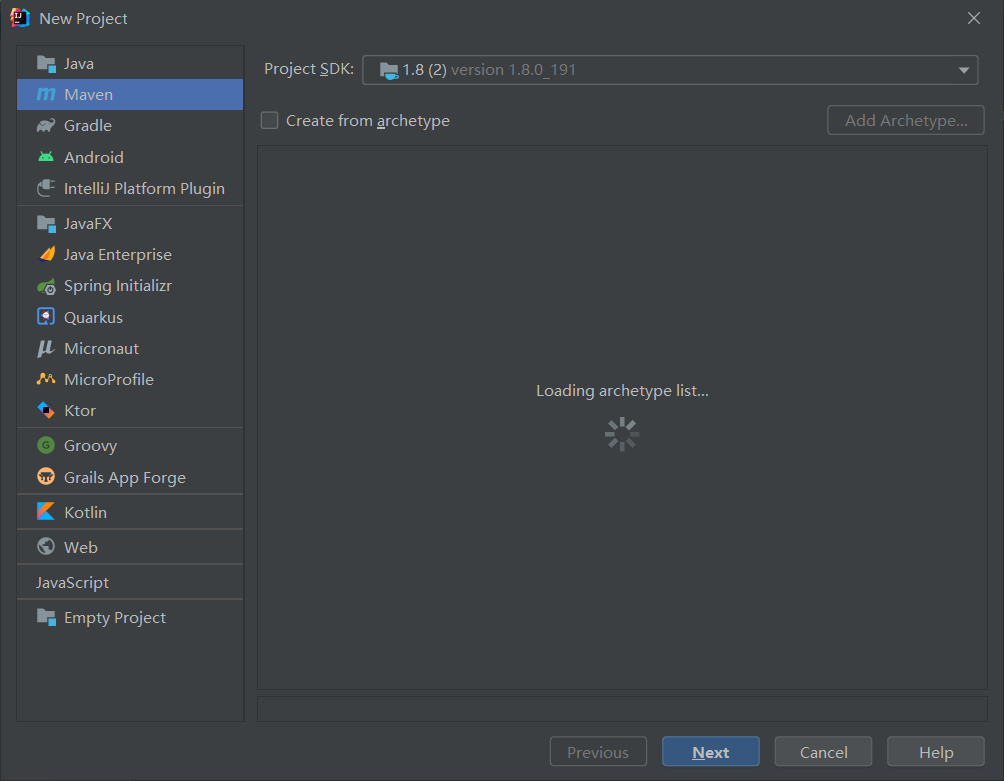 New Project
Java
Maven
Gradle
Android
IntelliJ Platform Plugin
JavaFX
Java Enterprise
Spring Initializr
Quarkus
Micronaut
MicroProfile
Ktor
Groovy
Grails App Forge
Kotlin
Web
JavaScript
Empty Project
Project SDK: 1.8 (2) version 1.8.0_191
Create from archetype Add Archetype...
Loading archetype list...
Previous Next Cancel Help